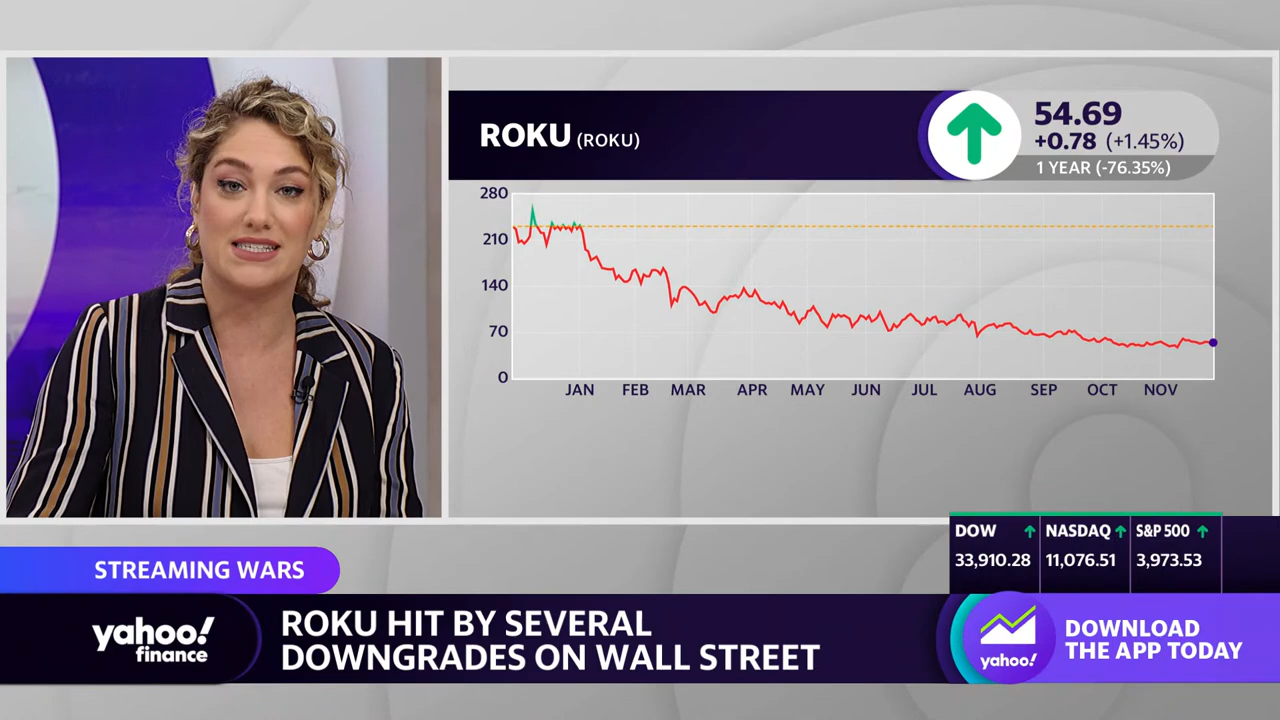 ROKU (ROKU)
54.69
+0.78 (+1.45%)
1 YEAR (-76.35%)
280
210
140
70
0
JAN FEB MAR APR MAY JUN JUL AUG SEP OCT NOV
DOW NASDAQ S&P 500
33,910.28 11,076.51 3,973.53
STREAMING WARS
yahoo!
finance
ROKU HIT BY SEVERAL
DOWNGRADES ON WALL STREET
yahoo!
DOWNLOAD
THE APP TODAY